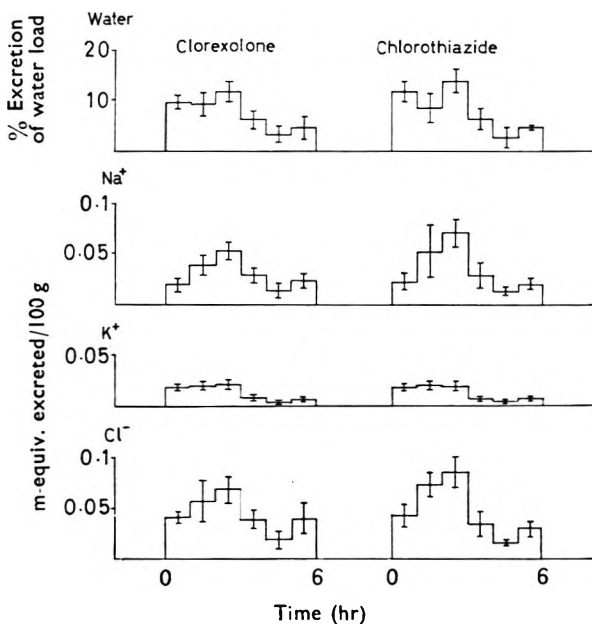 Water
Clorexolone
Chlorothiazide
% Excretion
of water load
20
10
Na⁺
0·1
0·05
K⁺
0·05
m-equiv. excreted/100 g
Cl⁻
0·1
0·05
0
6
0
6
Time (hr)